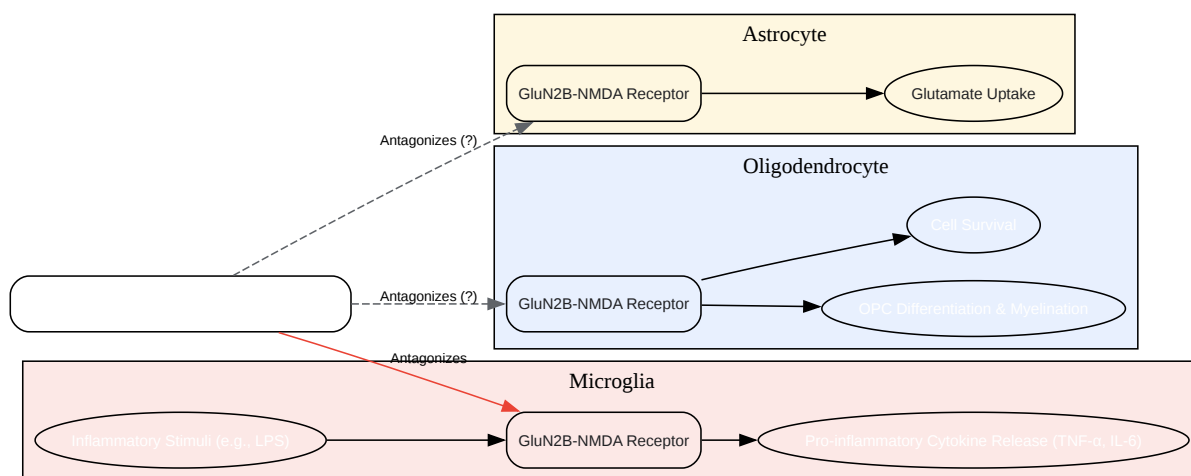 Astrocyte
GluN2B-NMDA Receptor
Glutamate Uptake
Antagonizes (?)
Oligodendrocyte
Cell Survival
Antagonizes (?)
GluN2B-NMDA Receptor
OPC Differentiation & Myelination
Antagonizes
Microglia
Inflammatory Stimuli (e.g., LPS)
GluN2B-NMDA Receptor
Pro-inflammatory Cytokine Release (TNF-α, IL-6)